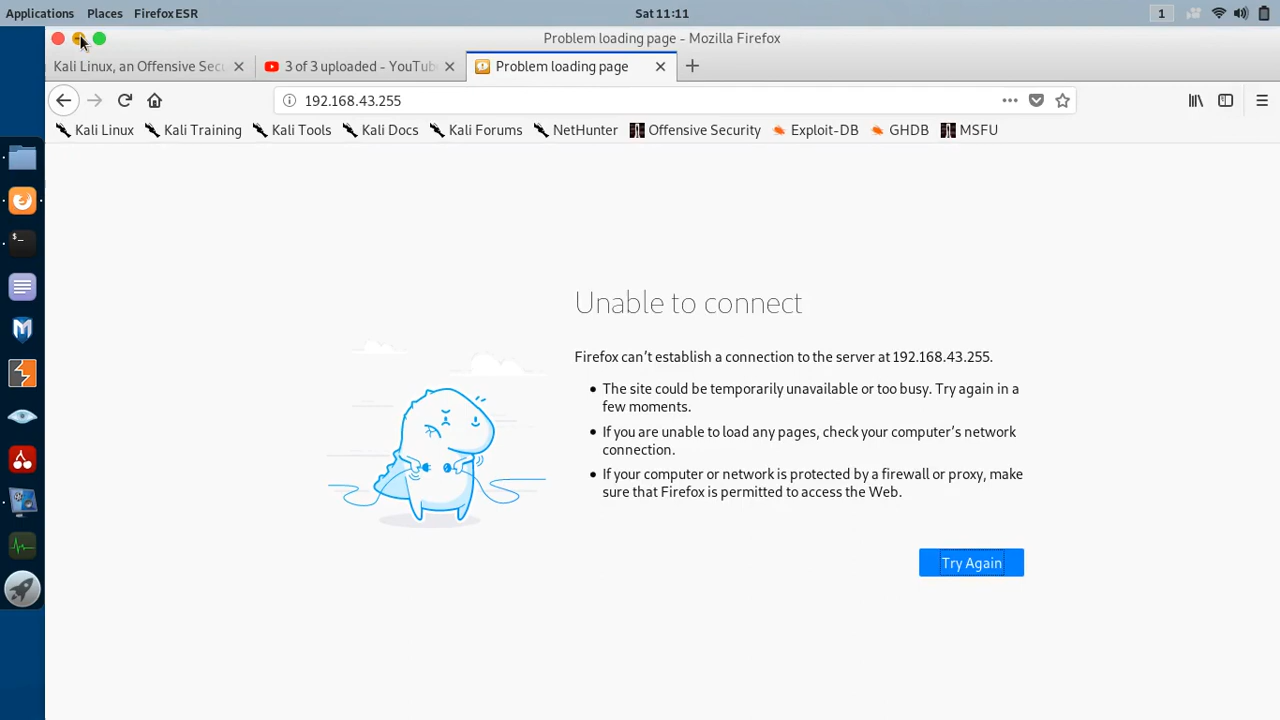 Applications Places Firefox ESR Sat 11:11 1
Problem loading page - Mozilla Firefox
Kali Linux, an Offensive Secu 3 of 3 uploaded - YouTub Problem loading page
192.168.43.255
Kali Linux Kali Training Kali Tools Kali Docs Kali Forums NetHunter Offensive Security Exploit-DB GHDB MSFU
Unable to connect
Firefox can’t establish a connection to the server at 192.168.43.255.
The site could be temporarily unavailable or too busy. Try again in a
few moments.
If you are unable to load any pages, check your computer’s network
connection.
If your computer or network is protected by a firewall or proxy, make
sure that Firefox is permitted to access the Web.
Try Again